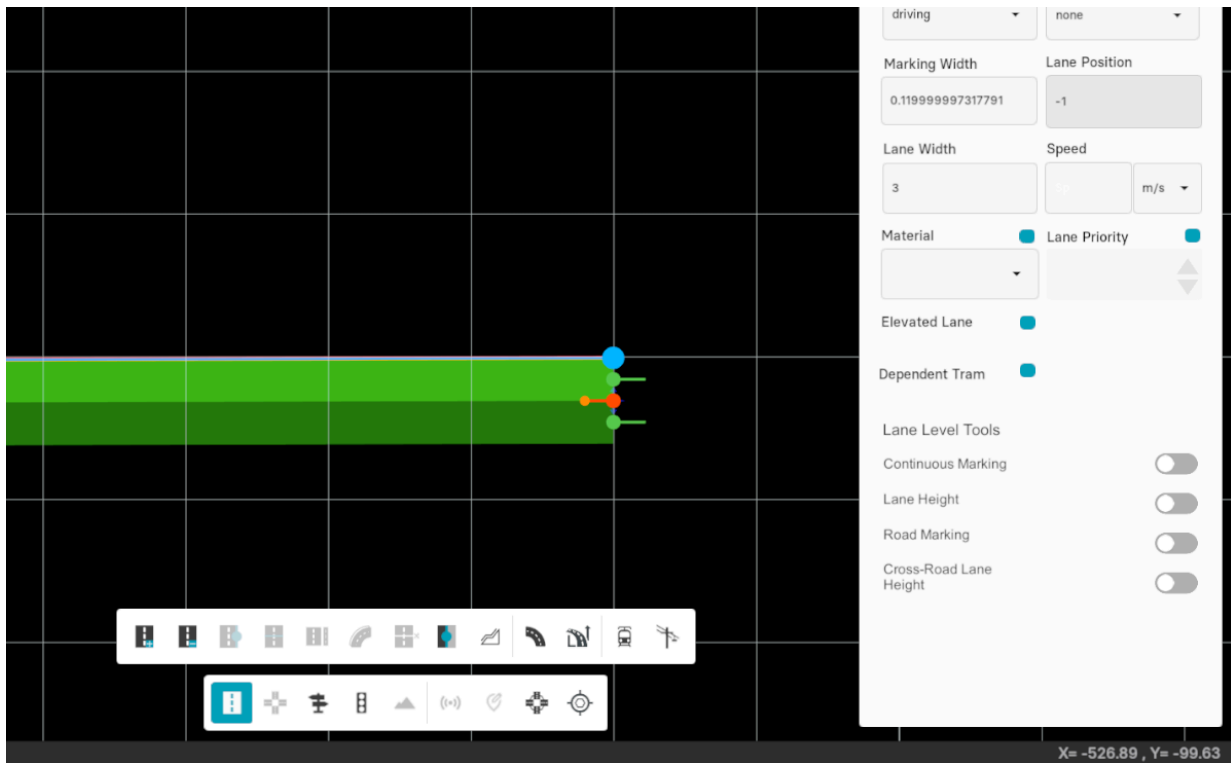 driving
none
Marking Width
Lane Position
0.119999997317791
-1
Lane Width
Speed
3
m/s
Material
Lane Priority
Elevated Lane
Dependent Tram
Lane Level Tools
Continuous Marking
Lane Height
Road Marking
Cross-Road Lane
Height
X= -526.89 , Y= -99.63